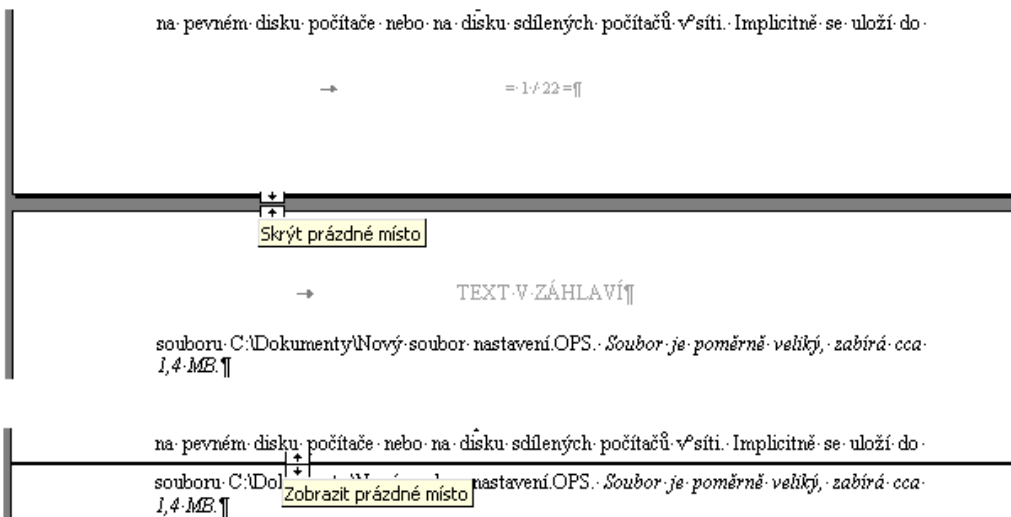 na pevném disku počítače nebo na disku sdílených počítačů v°síti. Implicitně se uloží do
→ = 1 / 22 =¶
Skrýt prázdné místo
→ TEXT V ZÁHLAVÍ¶
souboru C:\Dokumenty\Nový soubor nastavení.OPS. Soubor je poměrně veliký, zabírá cca
1,4 MB.¶
na pevném disku počítače nebo na disku sdílených počítačů v°síti. Implicitně se uloží do
souboru C:\Dok nastavení.OPS. Soubor je poměrně veliký, zabírá cca
Zobrazit prázdné místo
1,4 MB.¶